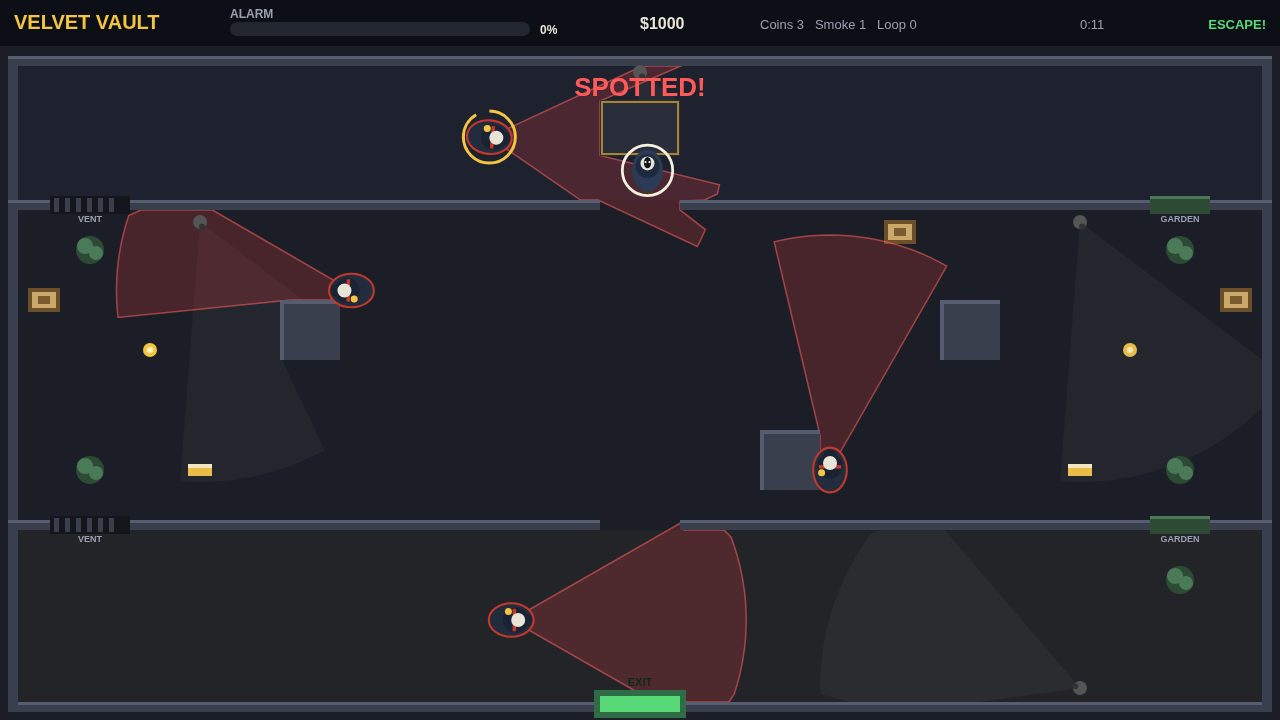 VELVET VAULT
ALARM
0%
$1000
Coins 3 Smoke 1 Loop 0
0:11
ESCAPE!
SPOTTED!
VENT
GARDEN
VENT
GARDEN
EXIT